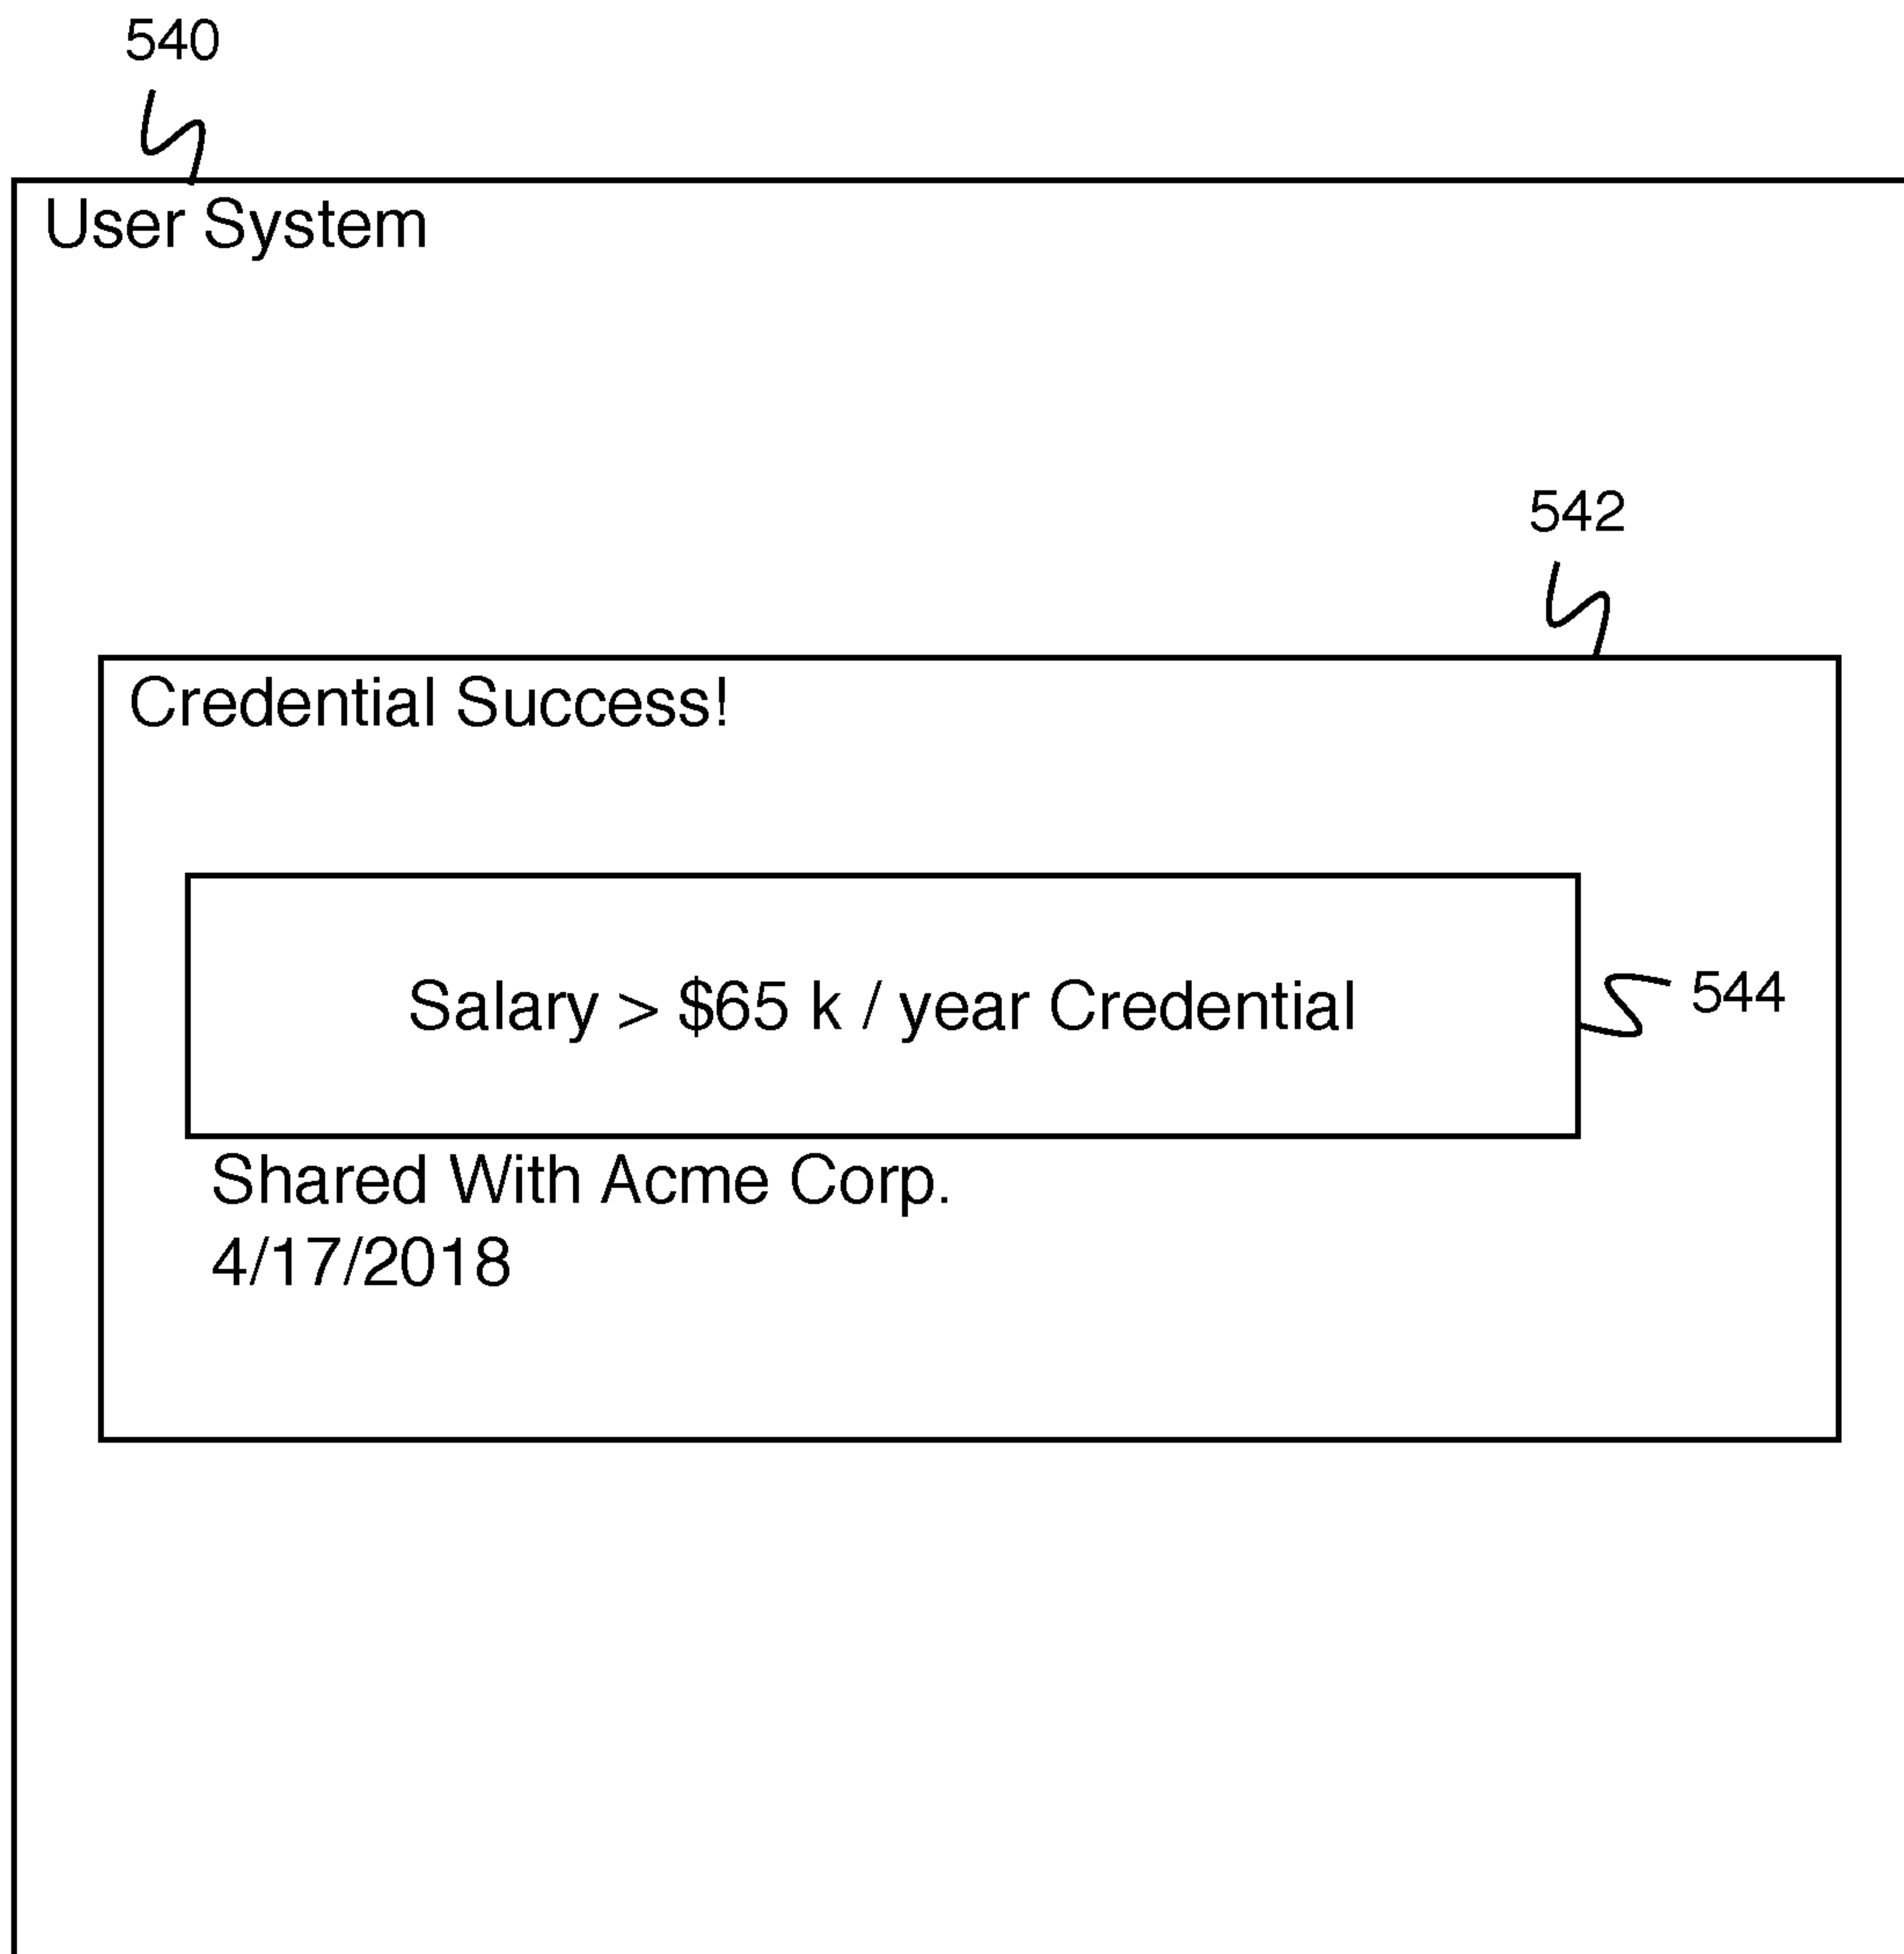 540
User System
542
Credential Success!
Salary > $65 k / year Credential
544
Shared With Acme Corp.
4/17/2018